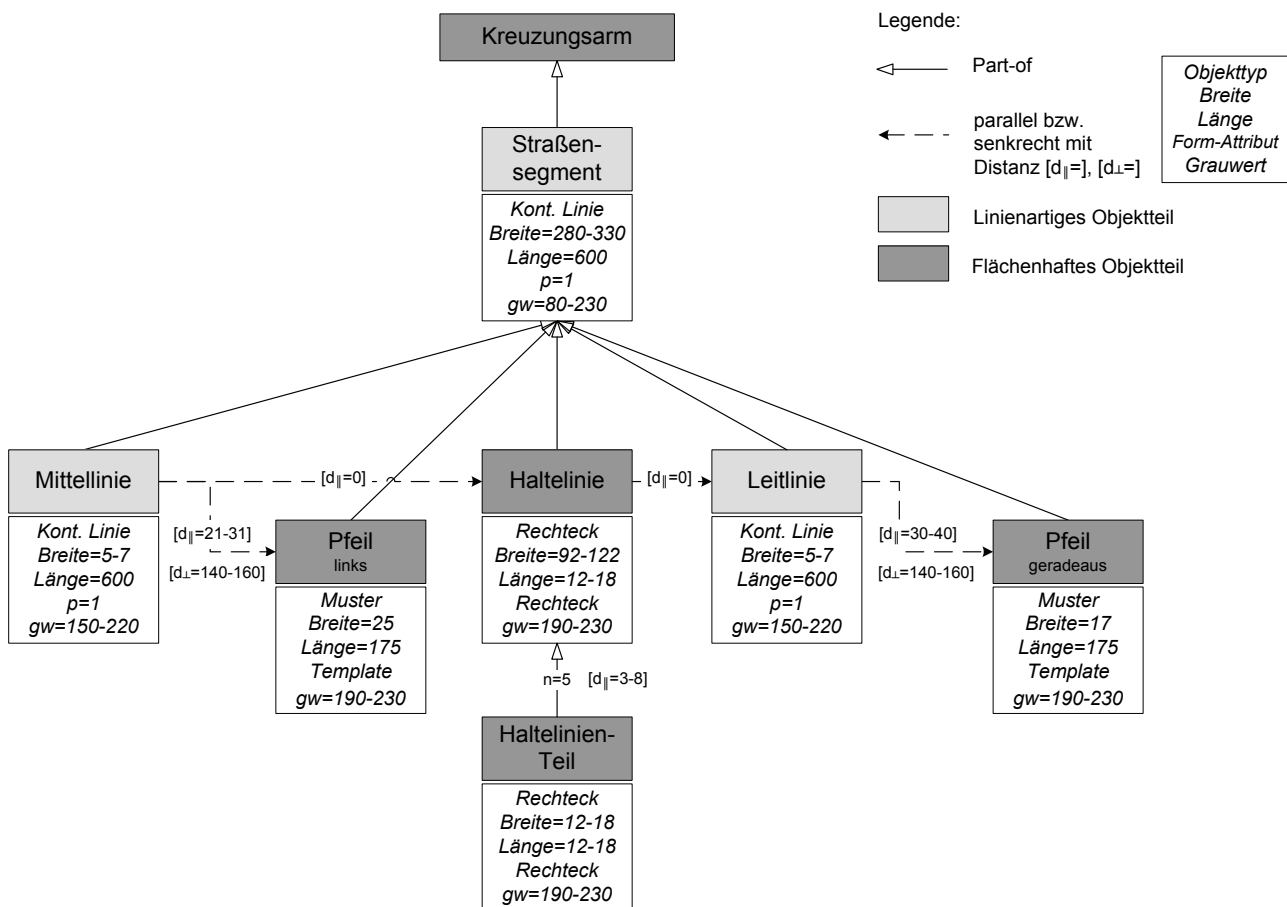 Kreuzungsarm
Legende:
Part-of
parallel bzw.
senkrecht mit
Distanz [d∥=], [d⊥=]
Objekttyp
Breite
Länge
Form-Attribut
Grauwert
Linienartiges Objektteil
Flächenhaftes Objektteil
Straßen-
segment
Kont. Linie
Breite=280-330
Länge=600
p=1
gw=80-230
Mittellinie
Kont. Linie
Breite=5-7
Länge=600
p=1
gw=150-220
[d∥=0]
[d∥=21-31]
[d⊥=140-160]
Pfeil
links
Muster
Breite=25
Länge=175
Template
gw=190-230
Haltelinie
Rechteck
Breite=92-122
Länge=12-18
Rechteck
gw=190-230
[d∥=0]
n=5 [d∥=3-8]
Haltelinien-
Teil
Rechteck
Breite=12-18
Länge=12-18
Rechteck
gw=190-230
Leitlinie
Kont. Linie
Breite=5-7
Länge=600
p=1
gw=150-220
[d∥=30-40]
[d⊥=140-160]
Pfeil
geradeaus
Muster
Breite=17
Länge=175
Template
gw=190-230